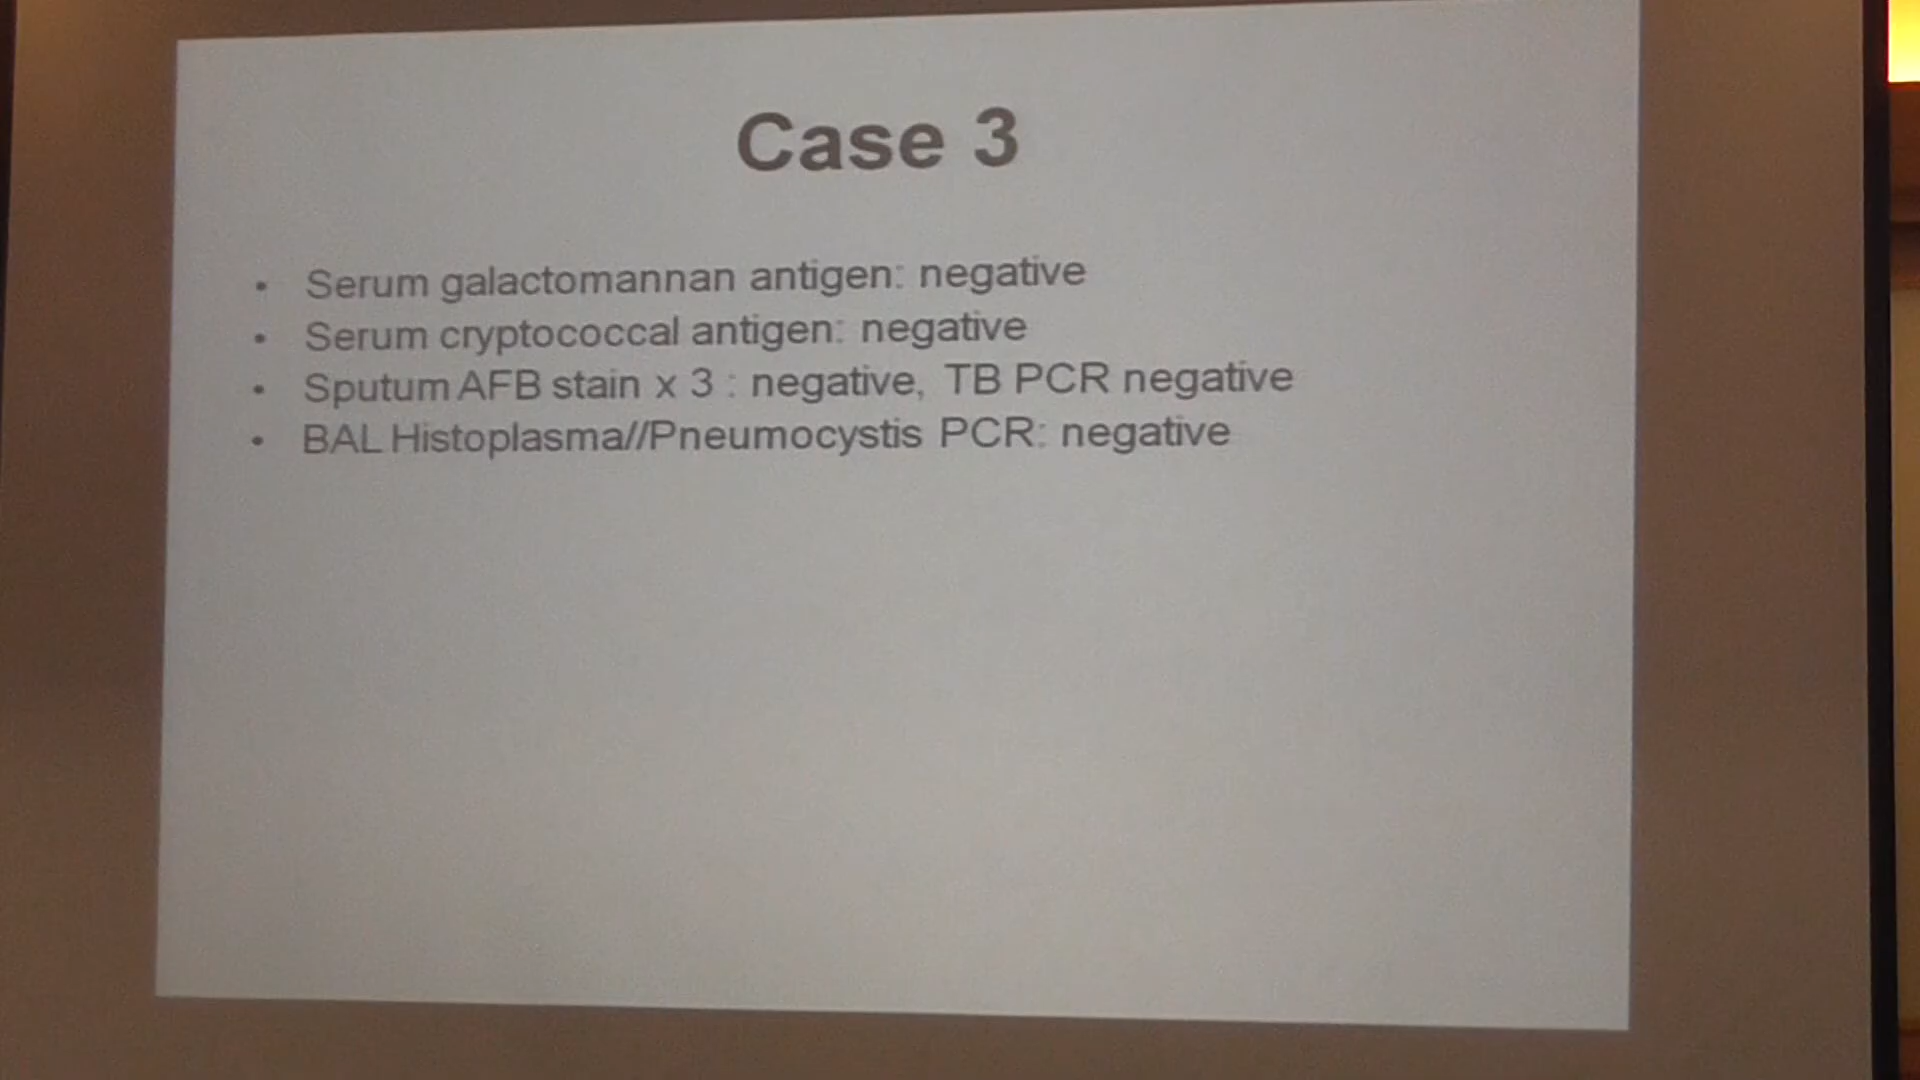 Case 3
• Serum galactomannan antigen: negative
• Serum cryptococcal antigen: negative
• Sputum AFB stain x 3 : negative, TB PCR negative
• BAL Histoplasma//Pneumocystis PCR: negative